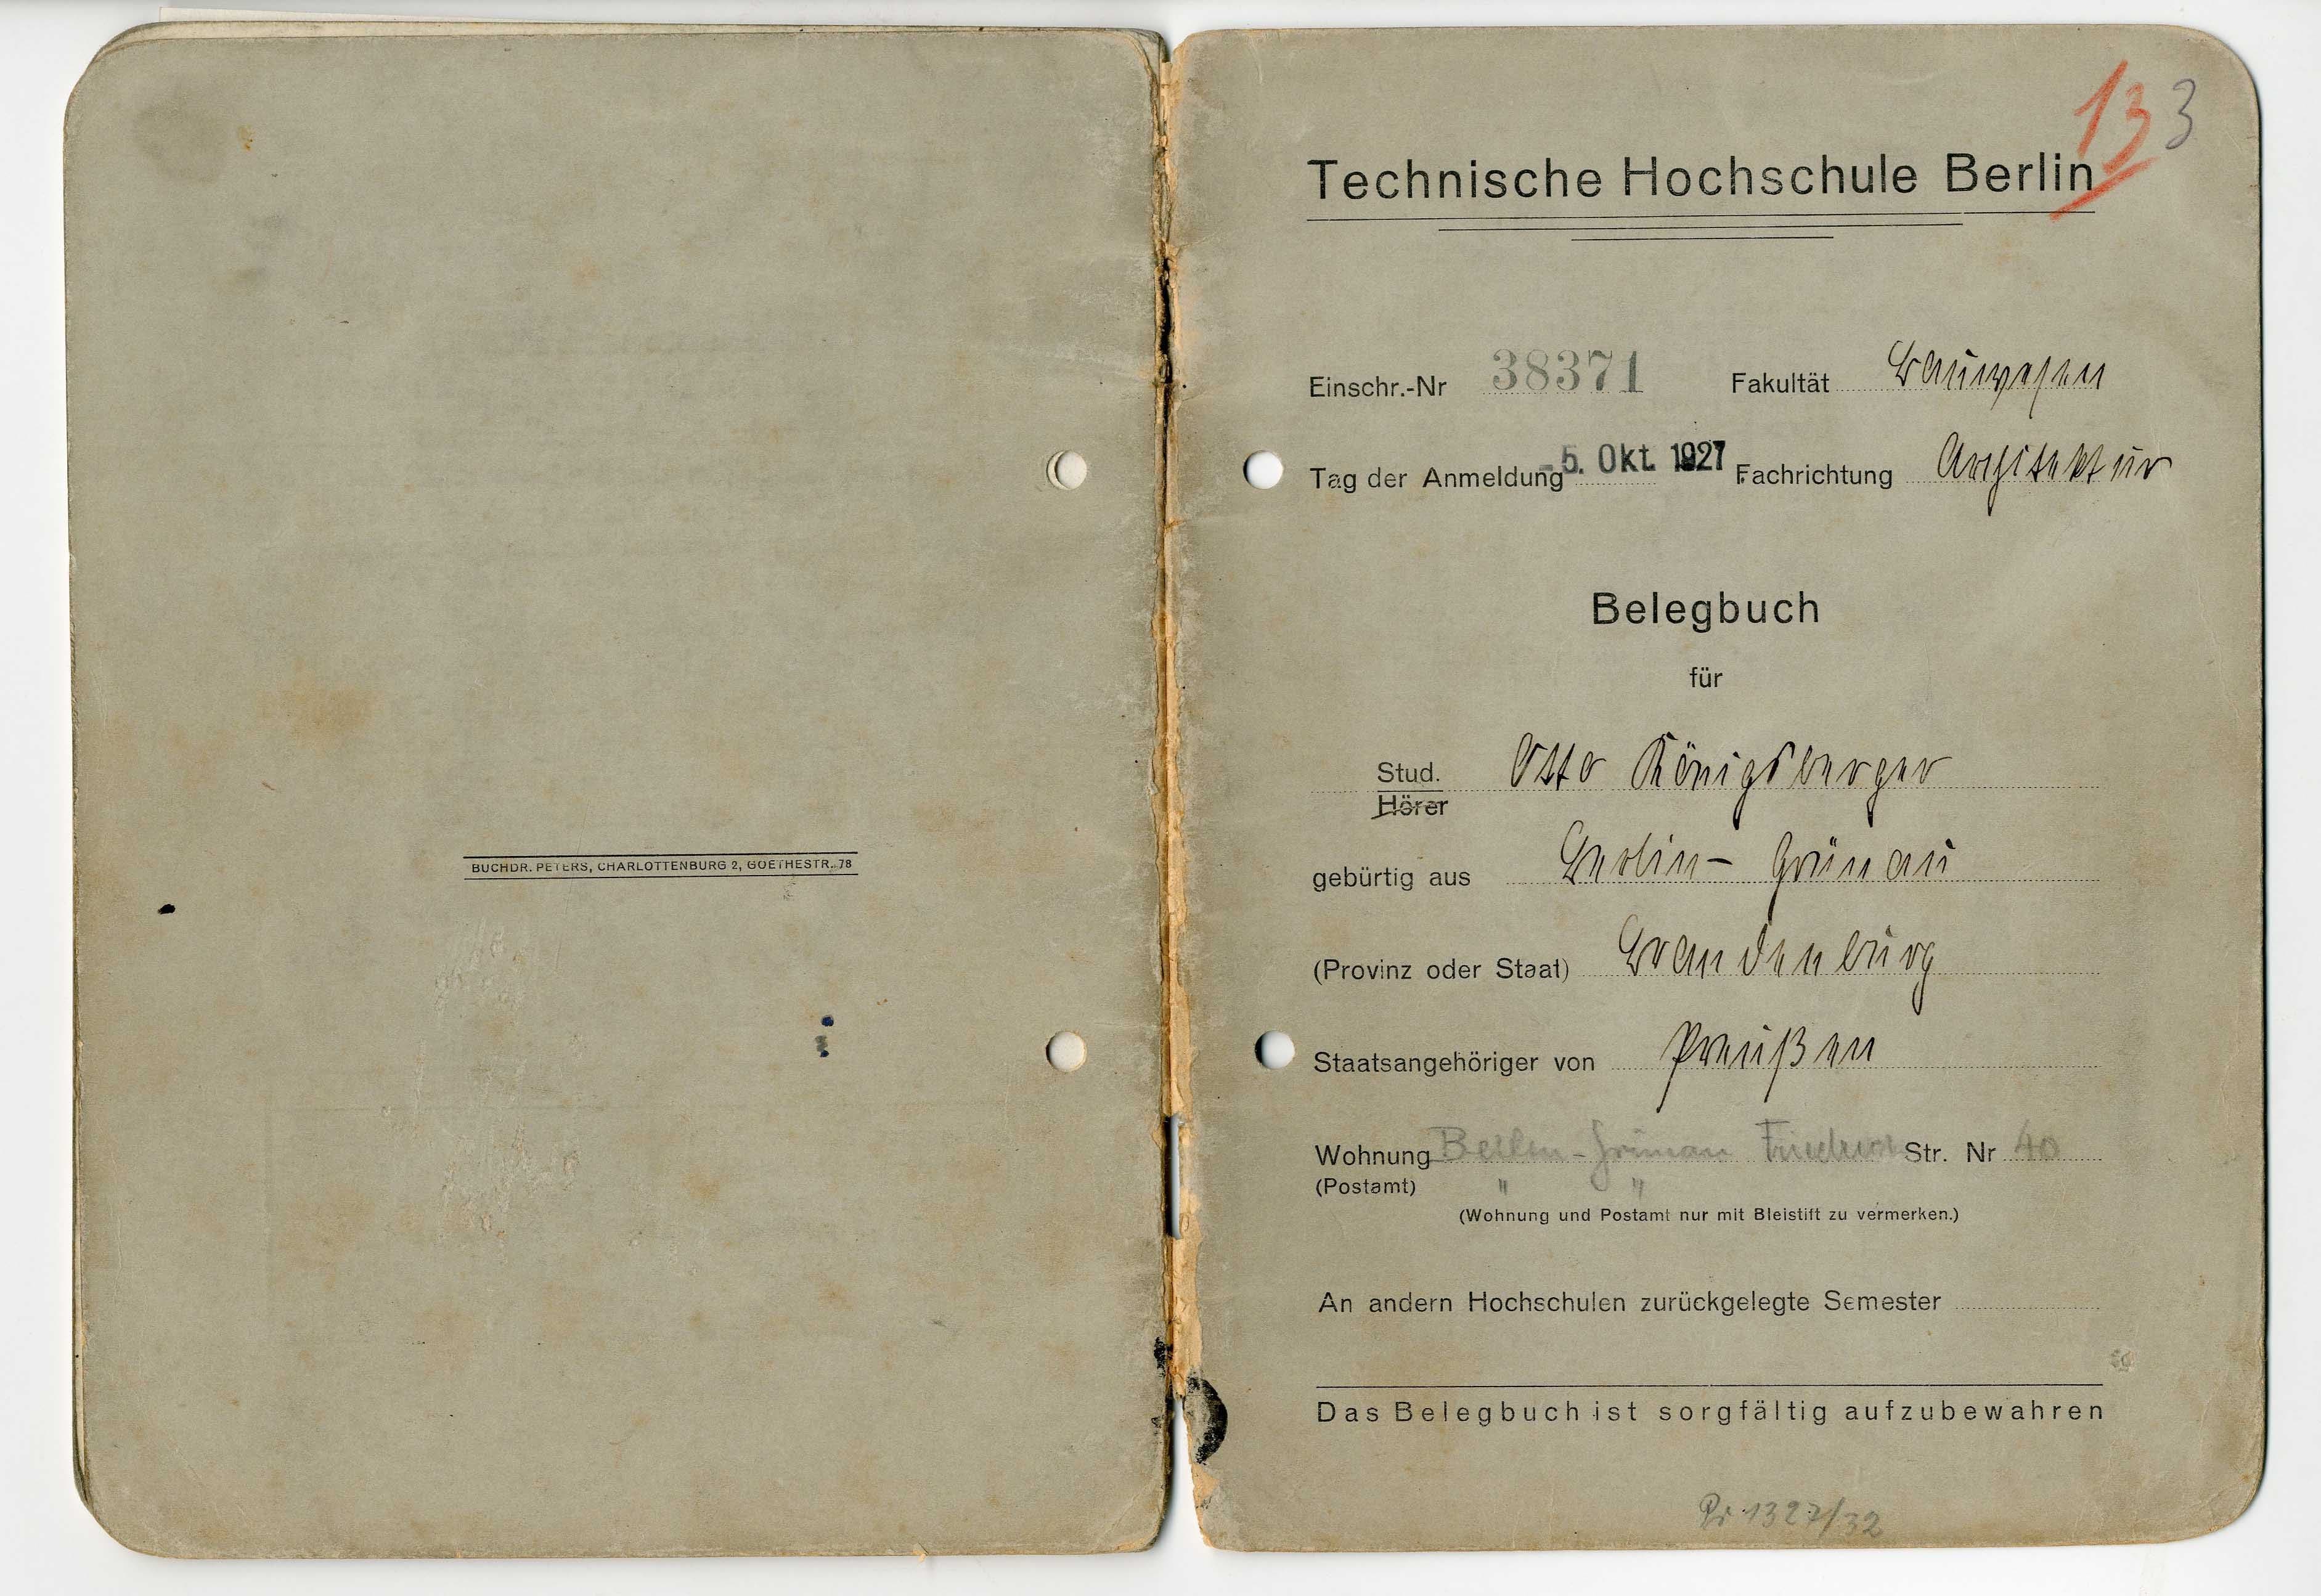 BUCHDR. PETERS, CHARLOTTENBURG 2, GOETHESTR. 78
13 3
Technische Hochschule Berlin
Einschr.-Nr 38371 Fakultät Bauwesen
Tag der Anmeldung -5. Okt. 1927 Fachrichtung Architektur
Belegbuch
für
Stud. Otto Königsberger
Hörer
gebürtig aus Berlin-Grünau
(Provinz oder Staat) Brandenburg
Staatsangehöriger von Preußen
Wohnung Berlin-Grünau Str. Nr 40
(Postamt) " "
(Wohnung und Postamt nur mit Bleistift zu vermerken.)
An andern Hochschulen zurückgelegte Semester
Das Belegbuch ist sorgfältig aufzubewahren
1327/32